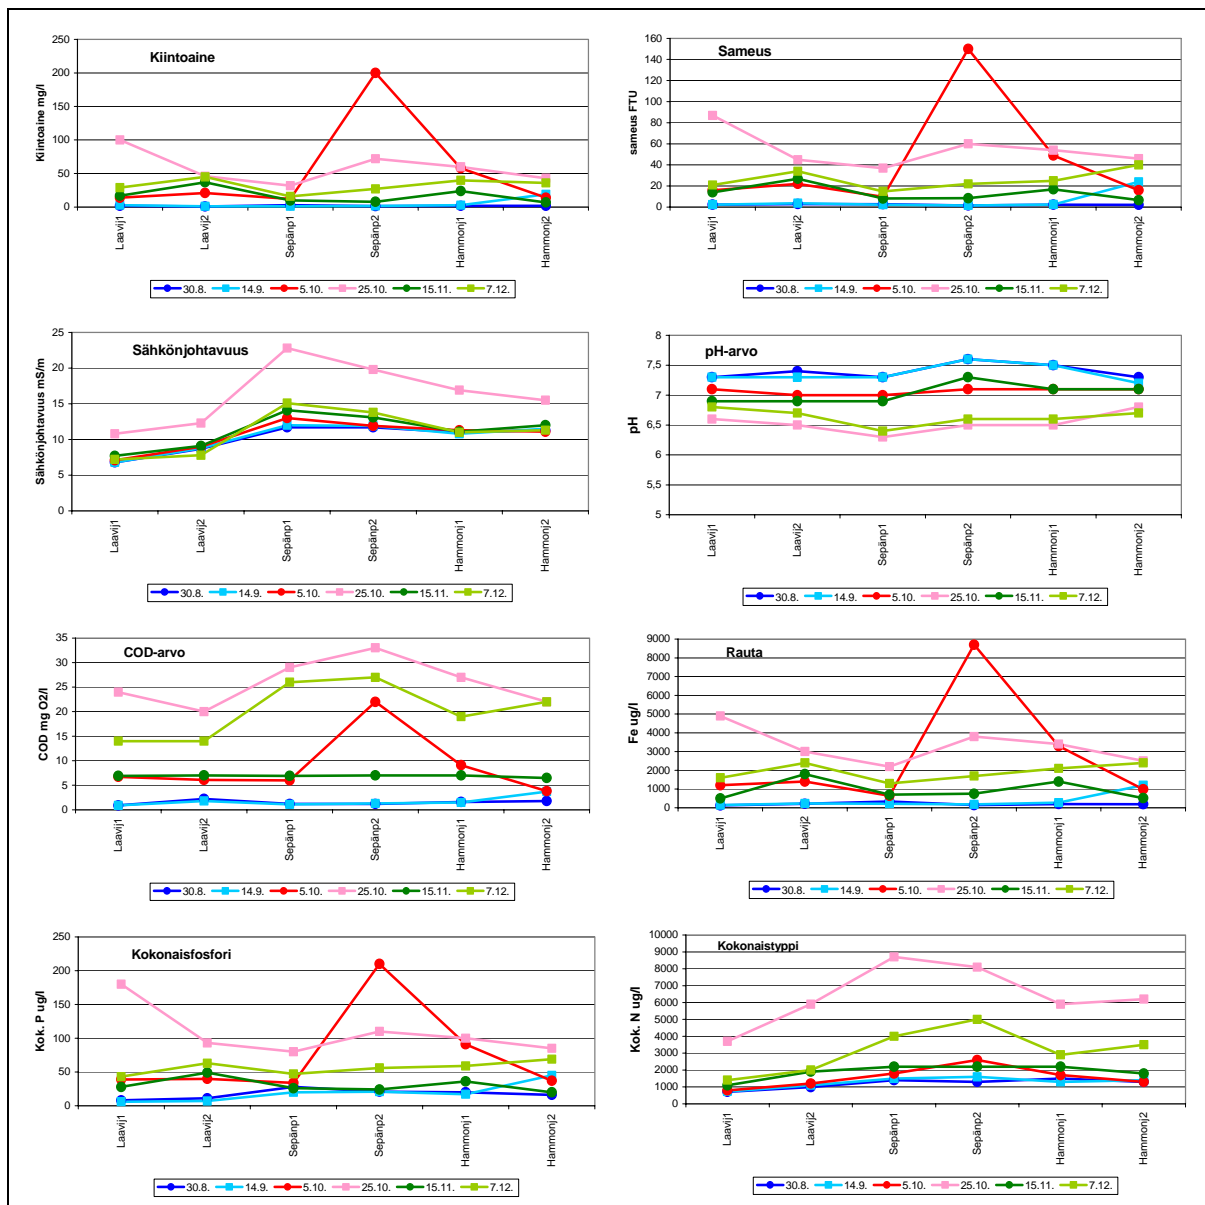 Kiintoaine
Kiintoaine mg/l
250
200
150
100
50
0
Laavij1
Laavij2
Sepänp1
Sepänp2
Hammonj1
Hammonj2
30.8. 14.9. 5.10. 25.10. 15.11. 7.12.
Sameus
sameus FTU
160
140
120
100
80
60
40
20
0
Laavij1
Laavij2
Sepänp1
Sepänp2
Hammonj1
Hammonj2
30.8. 14.9. 5.10. 25.10. 15.11. 7.12.
Sähkönjohtavuus
Sähkönjohtavuus mS/m
25
20
15
10
5
0
Laavij1
Laavij2
Sepänp1
Sepänp2
Hammonj1
Hammonj2
30.8. 14.9. 5.10. 25.10. 15.11. 7.12.
pH-arvo
pH
8
7,5
7
6,5
6
5,5
5
Laavij1
Laavij2
Sepänp1
Sepänp2
Hammonj1
Hammonj2
30.8. 14.9. 5.10. 25.10. 15.11. 7.12.
COD-arvo
COD mg O2/l
35
30
25
20
15
10
5
0
Laavij1
Laavij2
Sepänp1
Sepänp2
Hammonj1
Hammonj2
30.8. 14.9. 5.10. 25.10. 15.11. 7.12.
Rauta
Fe ug/l
9000
8000
7000
6000
5000
4000
3000
2000
1000
0
Laavij1
Laavij2
Sepänp1
Sepänp2
Hammonj1
Hammonj2
30.8. 14.9. 5.10. 25.10. 15.11. 7.12.
Kokonaisfosfori
Kok. P ug/l
250
200
150
100
50
0
Laavij1
Laavij2
Sepänp1
Sepänp2
Hammonj1
Hammonj2
30.8. 14.9. 5.10. 25.10. 15.11. 7.12.
Kokonaistyppi
Kok. N ug/l
10000
9000
8000
7000
6000
5000
4000
3000
2000
1000
0
Laavij1
Laavij2
Sepänp1
Sepänp2
Hammonj1
Hammonj2
30.8. 14.9. 5.10. 25.10. 15.11. 7.12.